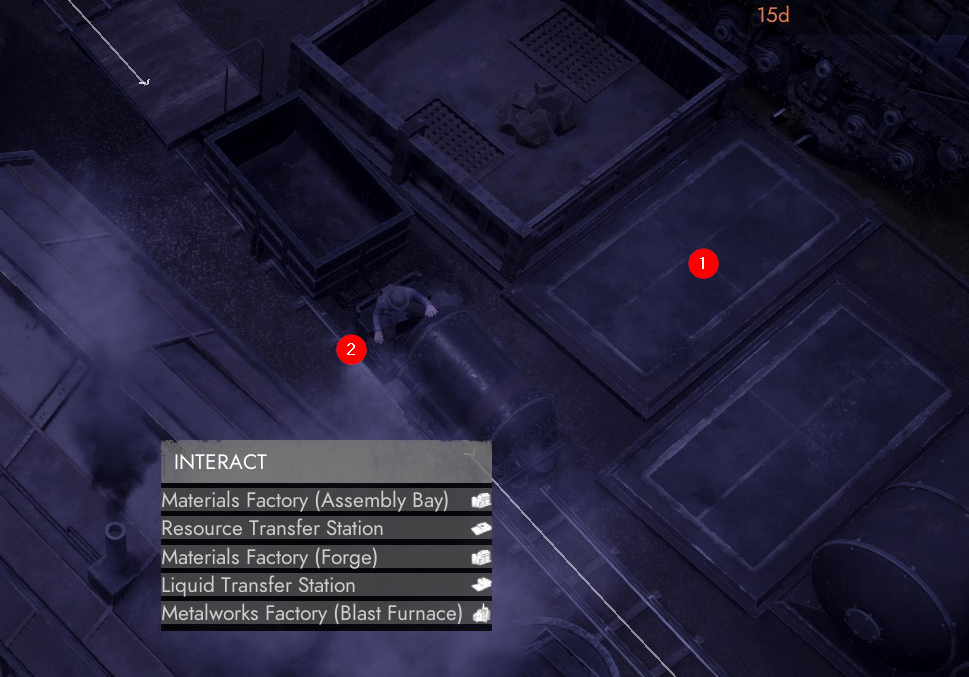 15d
1
2
INTERACT
Materials Factory (Assembly Bay)
Resource Transfer Station
Materials Factory (Forge)
Liquid Transfer Station
Metalworks Factory (Blast Furnace)